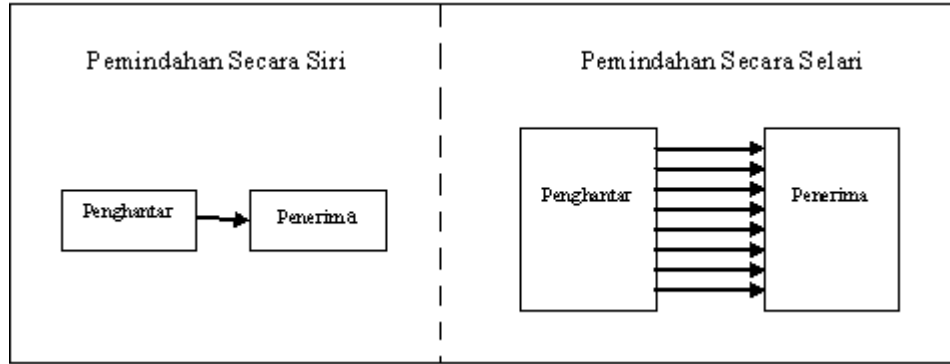 Pemindahan Secara Siri
Penghantar
Penerima
Pemindahan Secara Selari
Penghantar
Penerima